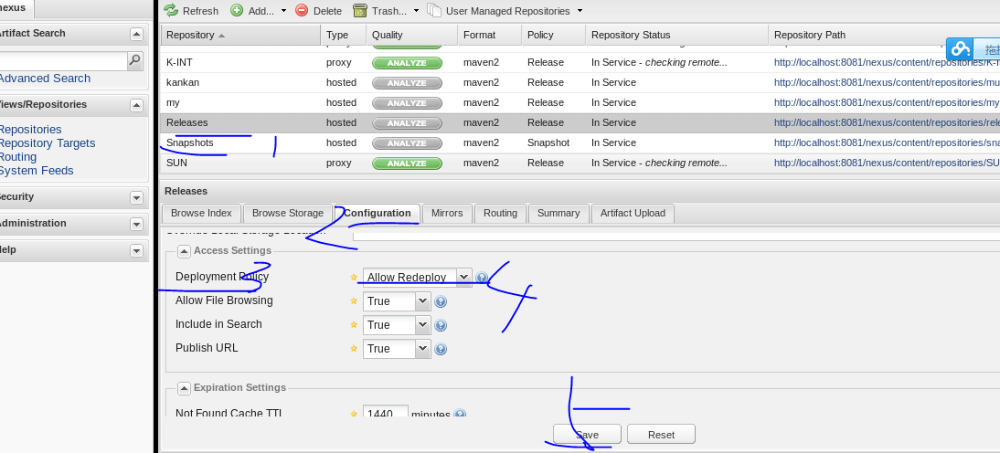 nexus
Refresh Add... Delete Trash... User Managed Repositories
Artifact Search
Advanced Search
Views/Repositories
Repositories
Repository Targets
Routing
System Feeds
Security
Administration
Help
Repository Type Quality Format Policy Repository Status Repository Path
K-INT proxy ANALYZE maven2 Release In Service - checking remote... http://localhost:8081/nexus/content/repositories/K-I
kankan hosted ANALYZE maven2 Release In Service http://localhost:8081/nexus/content/repositories/mu
my hosted ANALYZE maven2 Release In Service http://localhost:8081/nexus/content/repositories/my
Releases hosted ANALYZE maven2 Release In Service http://localhost:8081/nexus/content/repositories/rele
Snapshots hosted ANALYZE maven2 Snapshot In Service http://localhost:8081/nexus/content/repositories/sna
SUN proxy ANALYZE maven2 Release In Service - checking remote... http://localhost:8081/nexus/content/repositories/SU
1
Releases
Browse Index Browse Storage Configuration Mirrors Routing Summary Artifact Upload
2
Override Local Storage Location
Access Settings
Deployment Policy Allow Redeploy
3 4
Allow File Browsing True
Include in Search True
Publish URL True
Expiration Settings
Not Found Cache TTL 1440 minutes
5
Save Reset